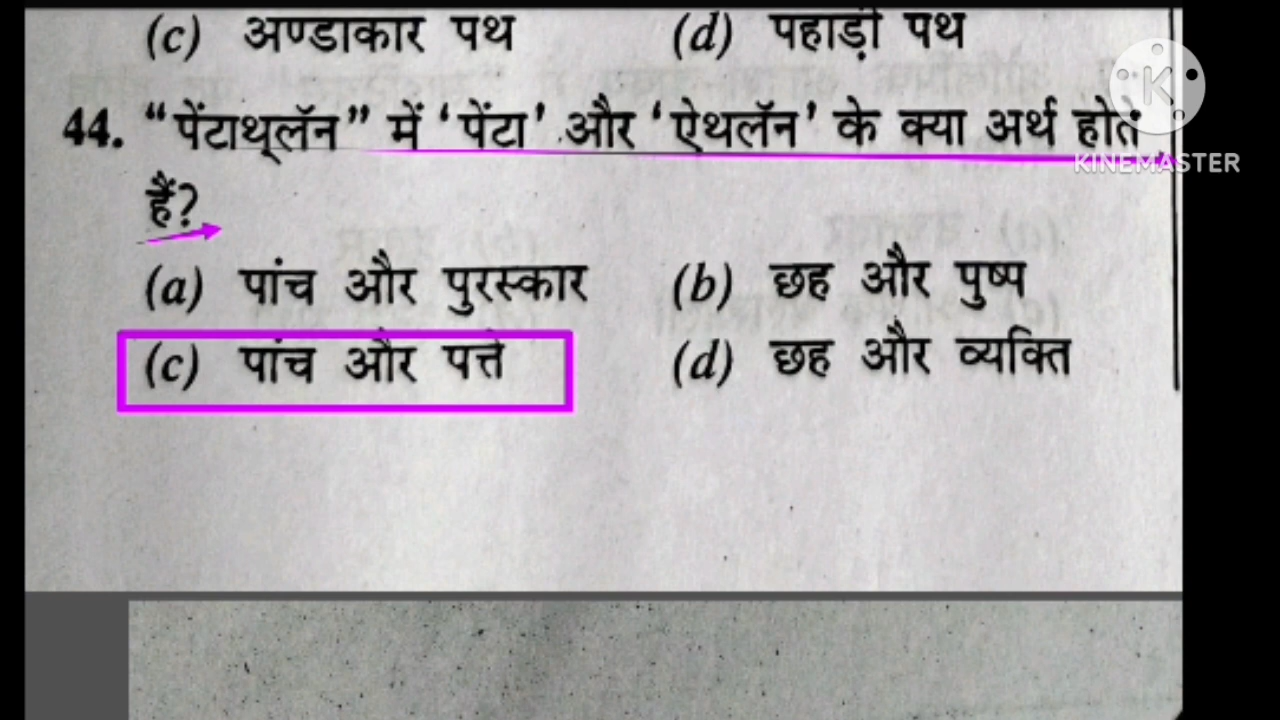 (c) अण्डाकार पथ (d) पहाड़ी पथ
44. “पेंटाथ्लॅन” में ‘पेंटा’ और ‘ऐथलॅन’ के क्या अर्थ होते
हैं?
(a) पांच और पुरस्कार (b) छह और पुष्प
(c) पांच और पत्ते (d) छह और व्यक्ति
K
KINEMASTER